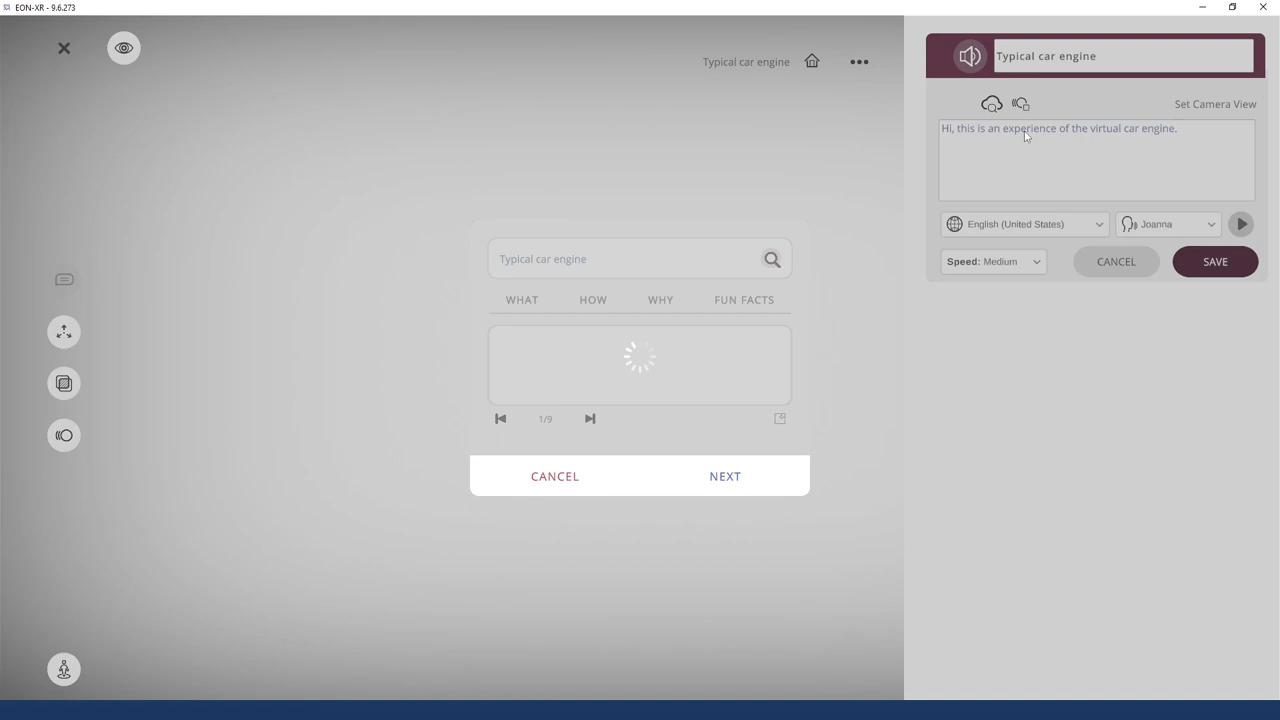 EON-XR - 9.6.273
Typical car engine
Typical car engine
Set Camera View
Hi, this is an experience of the virtual car engine.
English (United States)
Joanna
Speed: Medium
CANCEL
SAVE
Typical car engine
WHAT
HOW
WHY
FUN FACTS
1/9
CANCEL
NEXT